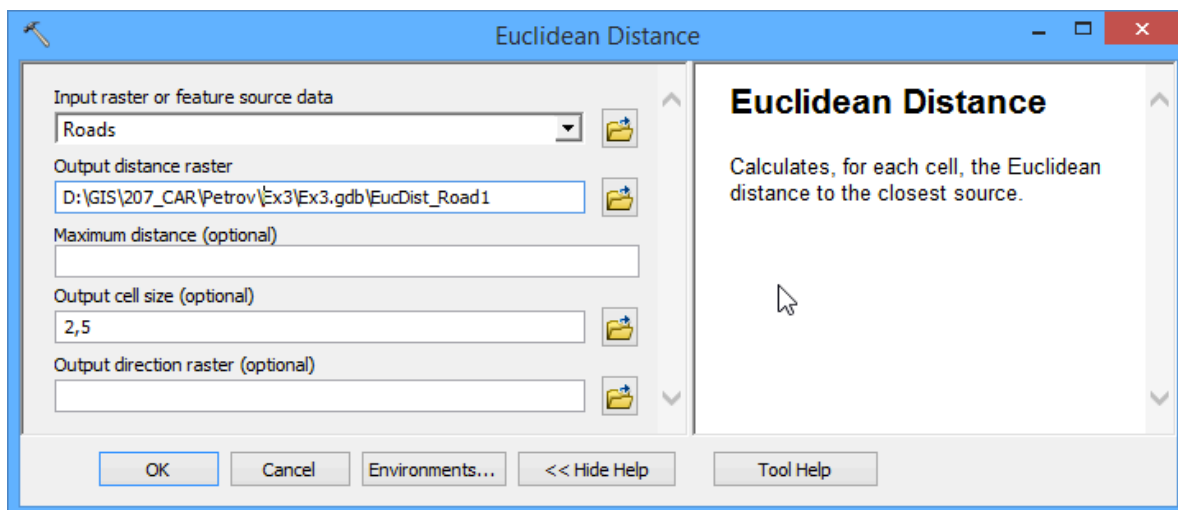 Euclidean Distance
Input raster or feature source data
Roads
Output distance raster
D:\GIS\207_CAR\Petrov\Ex3\Ex3.gdb\EucDist_Road1
Maximum distance (optional)
Output cell size (optional)
2,5
Output direction raster (optional)
OK
Cancel
Environments...
<< Hide Help
Euclidean Distance
Calculates, for each cell, the Euclidean
distance to the closest source.
Tool Help